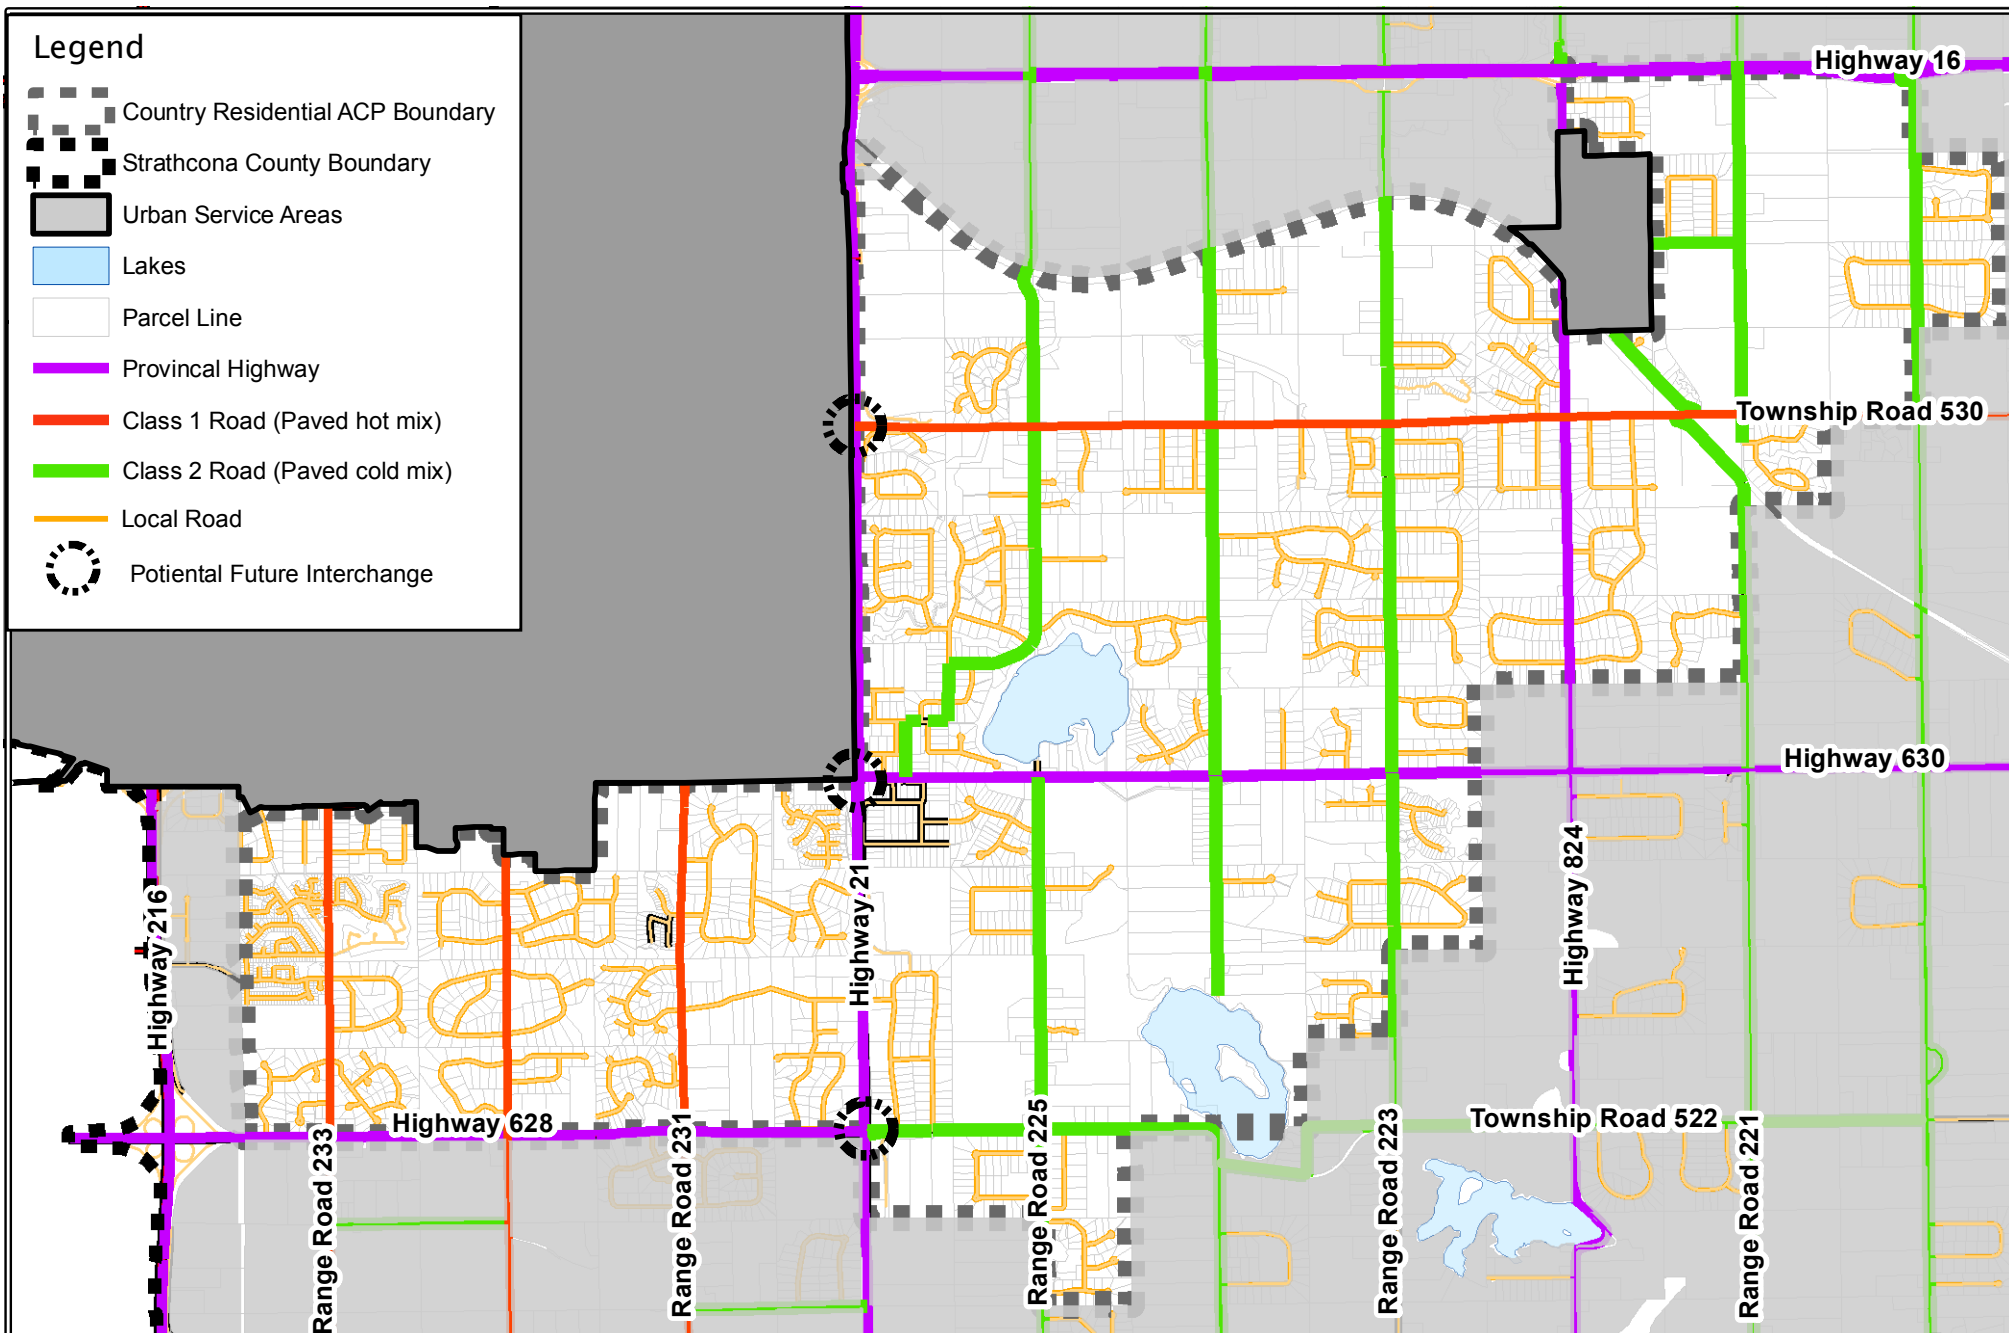 Legend
Country Residential ACP Boundary
Strathcona County Boundary
Urban Service Areas
Lakes
Parcel Line
Provincal Highway
Class 1 Road (Paved hot mix)
Class 2 Road (Paved cold mix)
Local Road
Potiental Future Interchange
Highway 16
Township Road 530
Highway 630
Highway 824
Highway 21
Highway 216
Highway 628
Township Road 522
Range Road 233
Range Road 231
Range Road 225
Range Road 223
Range Road 221